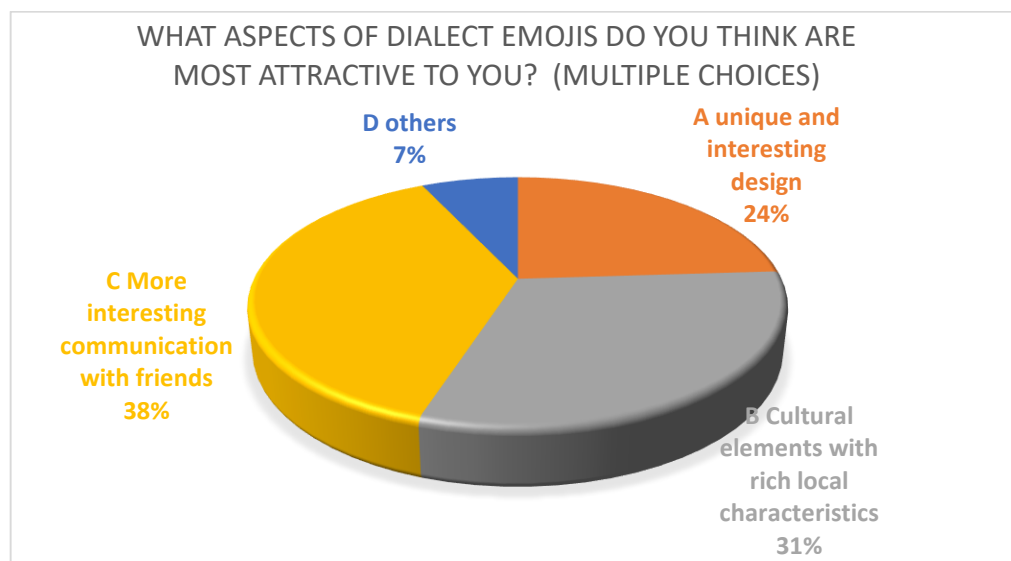 WHAT ASPECTS OF DIALECT EMOJIS DO YOU THINK ARE
MOST ATTRACTIVE TO YOU? (MULTIPLE CHOICES)
D others
7%
A unique and
interesting
design
24%
C More
interesting
communication
with friends
38%
B Cultural
elements with
rich local
characteristics
31%